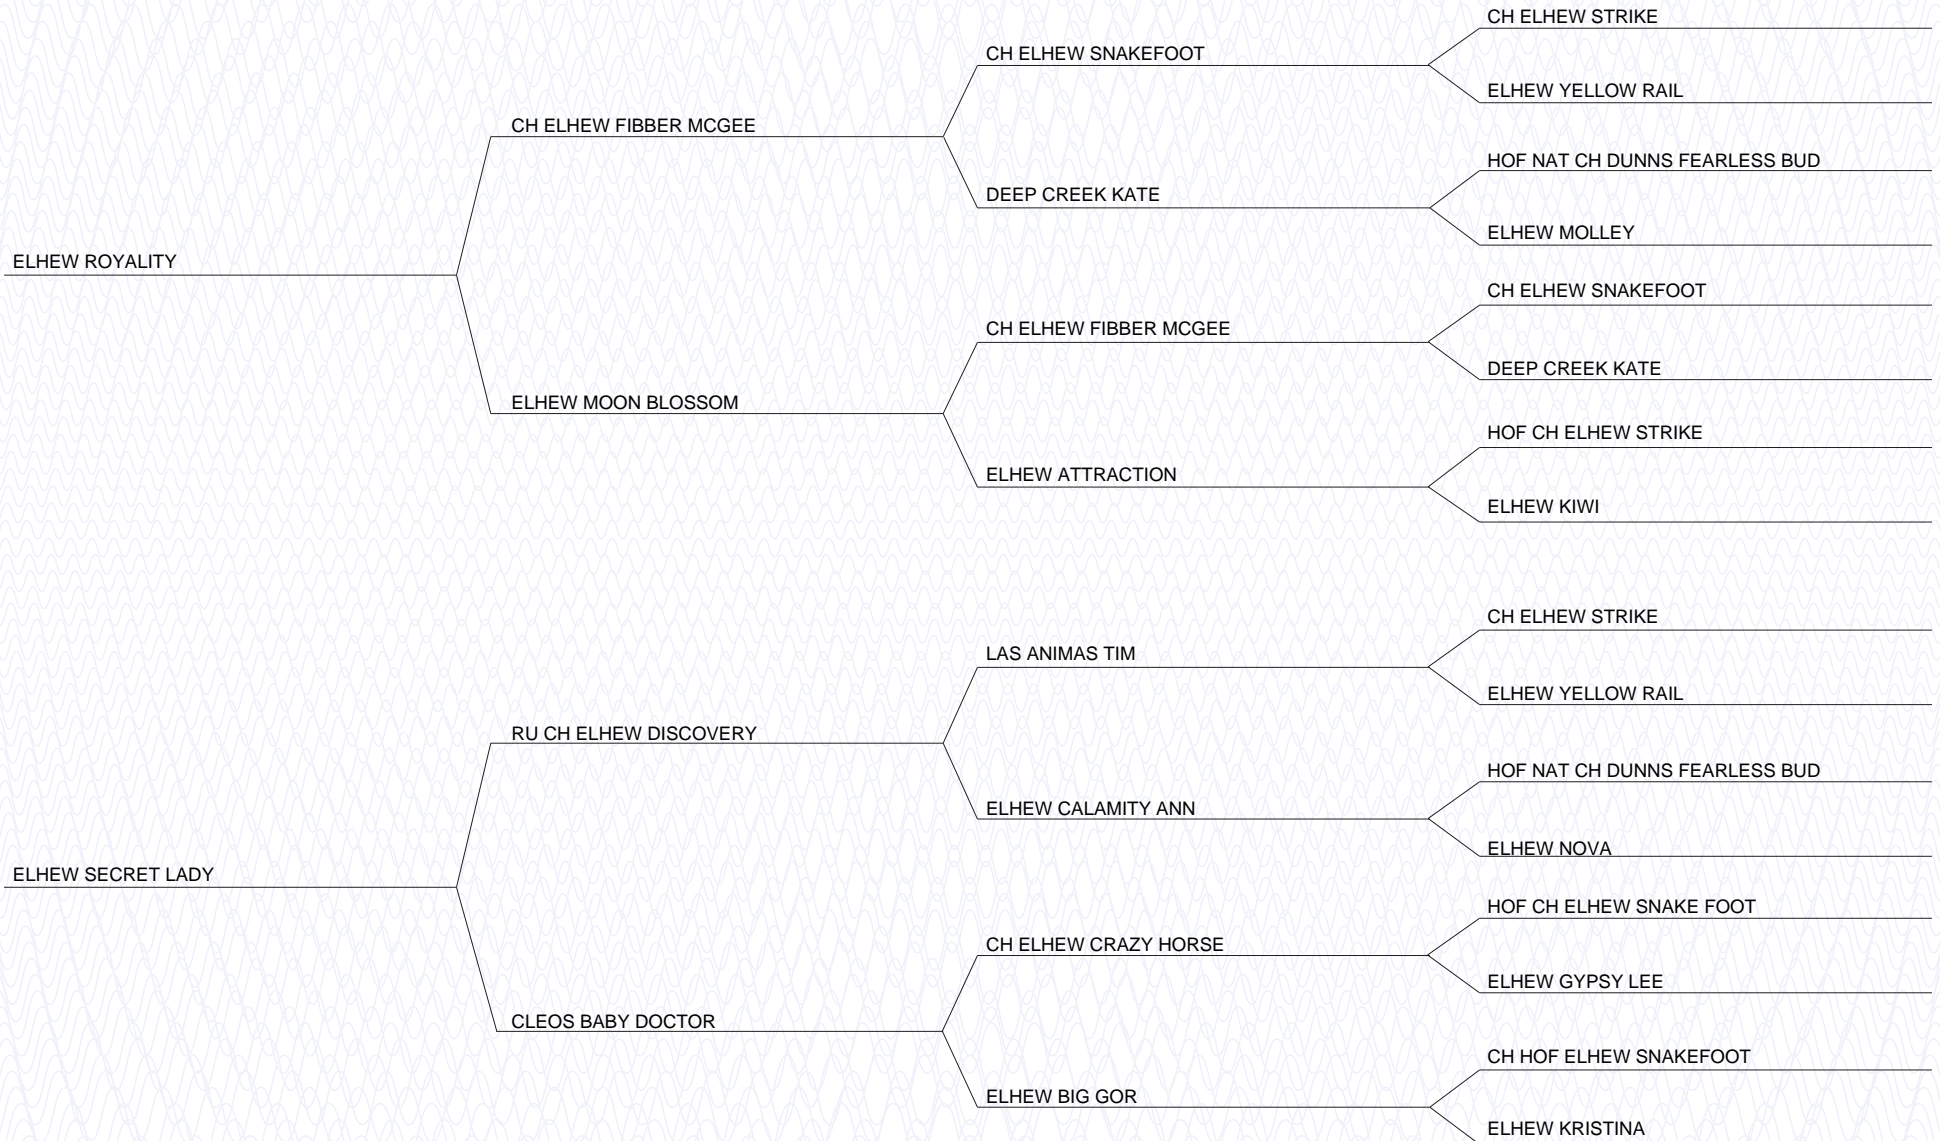 CH ELHEW STRIKE
CH ELHEW SNAKEFOOT
ELHEW YELLOW RAIL
CH ELHEW FIBBER MCGEE
HOF NAT CH DUNNS FEARLESS BUD
DEEP CREEK KATE
ELHEW MOLLEY
ELHEW ROYALITY
CH ELHEW SNAKEFOOT
CH ELHEW FIBBER MCGEE
DEEP CREEK KATE
ELHEW MOON BLOSSOM
HOF CH ELHEW STRIKE
ELHEW ATTRACTION
ELHEW KIWI
CH ELHEW STRIKE
LAS ANIMAS TIM
ELHEW YELLOW RAIL
RU CH ELHEW DISCOVERY
HOF NAT CH DUNNS FEARLESS BUD
ELHEW CALAMITY ANN
ELHEW NOVA
ELHEW SECRET LADY
HOF CH ELHEW SNAKE FOOT
CH ELHEW CRAZY HORSE
ELHEW GYPSY LEE
CLEOS BABY DOCTOR
CH HOF ELHEW SNAKEFOOT
ELHEW BIG GOR
ELHEW KRISTINA